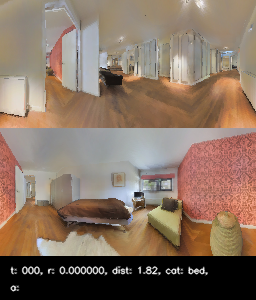 t: 000, r: 0.000000, dist: 1.82, cat: bed,
a: